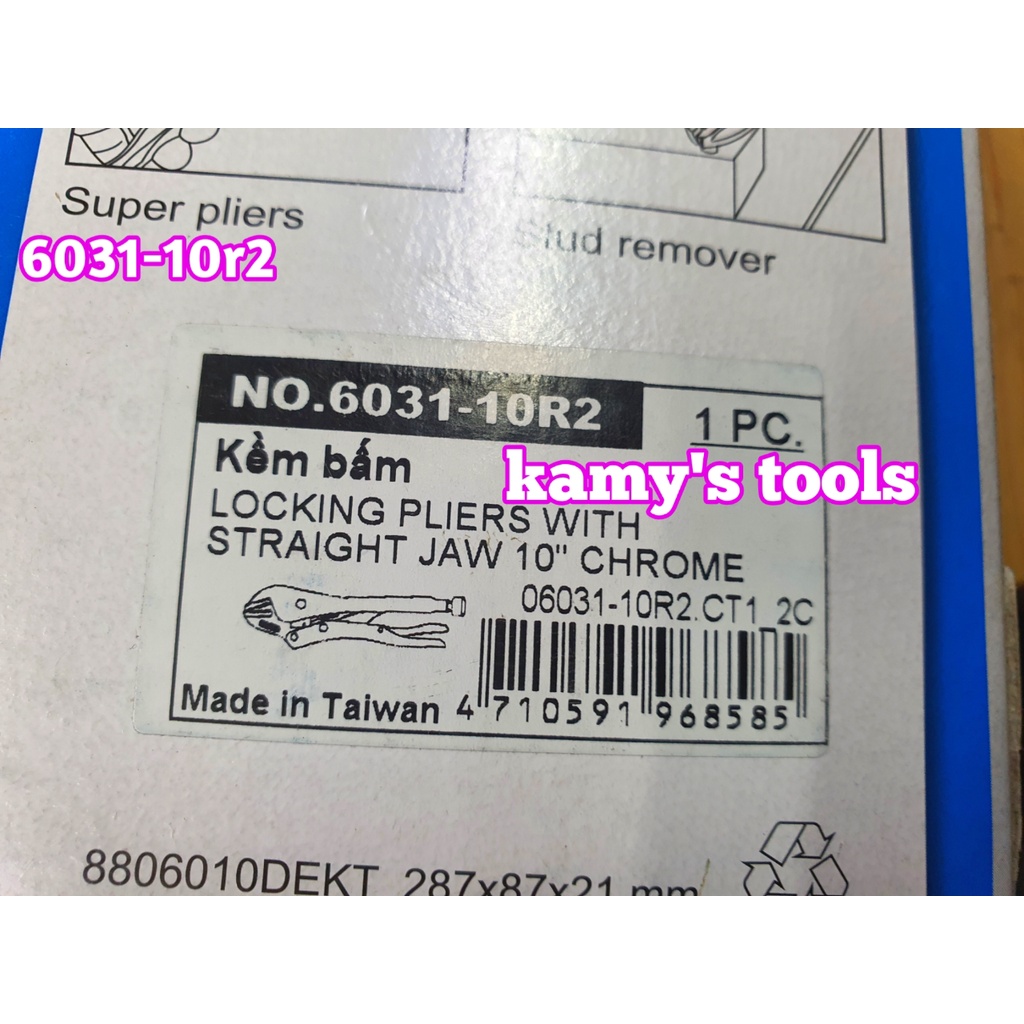 Super pliers
Stud remover
6031-10r2
NO.6031-10R2
1 PC.
Kềm bấm
kamy's tools
LOCKING PLIERS WITH
STRAIGHT JAW 10" CHROME
06031-10R2.CT1_2C
Made in Taiwan
4 710591 968585
8806010DEKT 287x87x21 mm